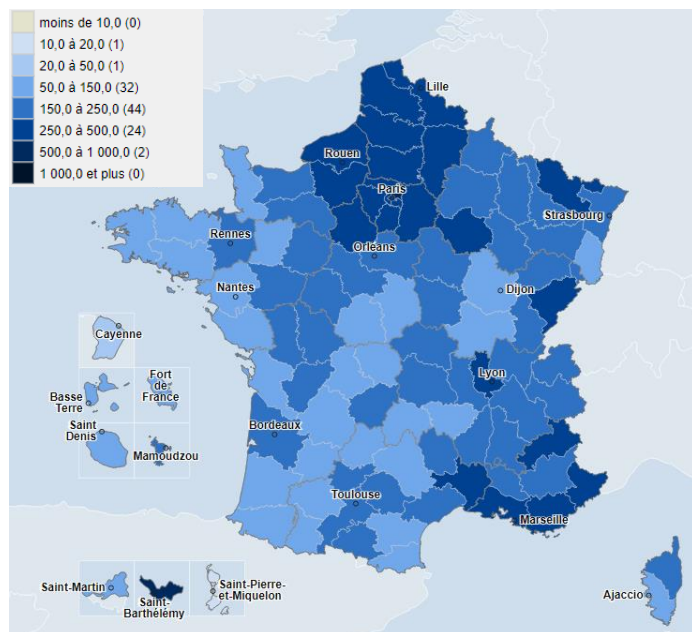 moins de 10,0 (0)
10,0 à 20,0 (1)
20,0 à 50,0 (1)
50,0 à 150,0 (32)
150,0 à 250,0 (44)
250,0 à 500,0 (24)
500,0 à 1 000,0 (2)
1 000,0 et plus (0)
Lille
Rouen
Paris
Strasbourg
Rennes
Orléans
Nantes
Dijon
Cayenne
Lyon
Basse
Terre
Fort
de
France
Saint
Denis
Mamoudzou
Bordeaux
Toulouse
Marseille
Saint-Martin
Saint-
Barthélémy
Saint-Pierre-
et-Miquelon
Ajaccio